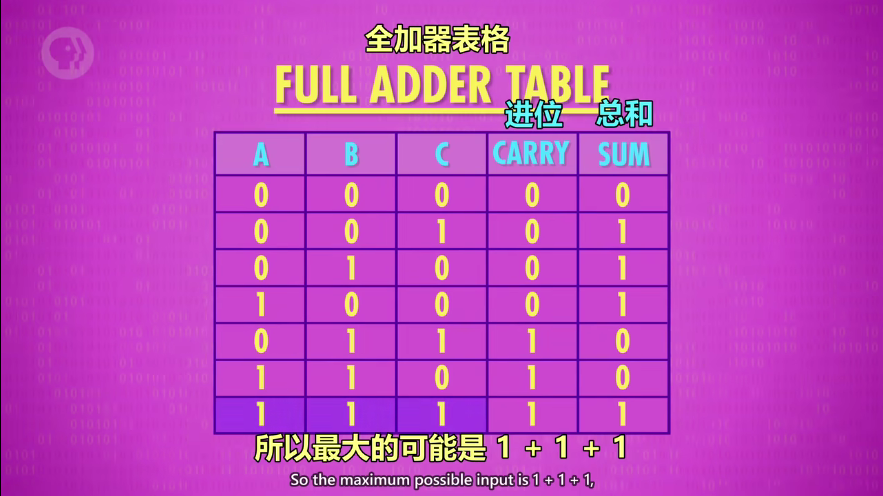 全加器表格
FULL ADDER TABLE
进位 总和
A B C CARRY SUM
0 0 0 0 0
0 0 1 0 1
0 1 0 0 1
1 0 0 0 1
0 1 1 1 0
1 1 0 1 0
1 1 1 1 1
所以最大的可能是 1 + 1 + 1
So the maximum possible input is 1 + 1 + 1,